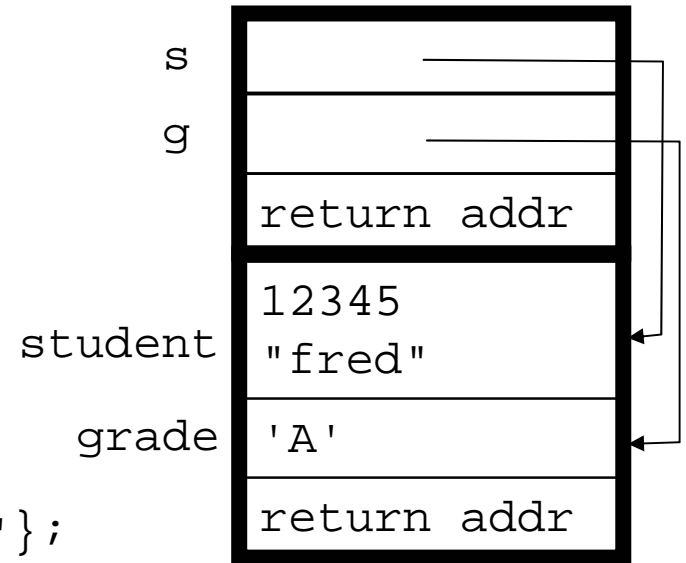 s
g
return addr
12345
student
"fred"
grade 'A'
return addr
};